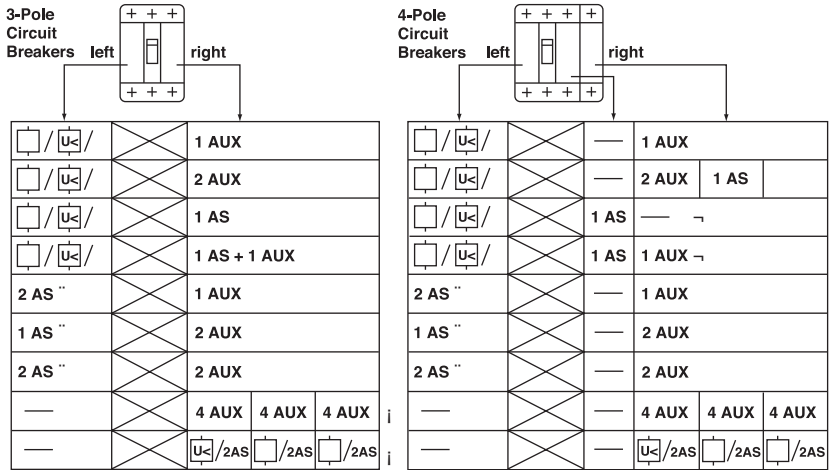 3-Pole
Circuit
Breakers left right
+ + +
+ + +
U< 1 AUX
U< 2 AUX
U< 1 AS
U< 1 AS + 1 AUX
2 AS ¨ 1 AUX
1 AS ¨ 2 AUX
2 AS ¨ 2 AUX
— 4 AUX 4 AUX 4 AUX ¡
— U< /2AS /2AS /2AS ¡
4-Pole
Circuit
Breakers left right
+ + + +
+ + + +
U< — 1 AUX
U< — 2 AUX 1 AS
U< 1 AS — ¬
U< 1 AS 1 AUX ¬
2 AS ¨ — 1 AUX
1 AS ¨ — 2 AUX
2 AS ¨ — 2 AUX
— — 4 AUX 4 AUX 4 AUX
— — U< /2AS /2AS /2AS